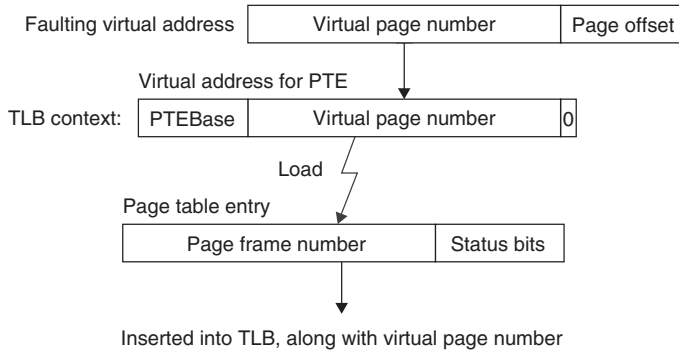 Faulting virtual address Virtual page number Page offset
Virtual address for PTE
TLB context: PTEBase Virtual page number 0
Load
Page table entry
Page frame number Status bits
Inserted into TLB, along with virtual page number